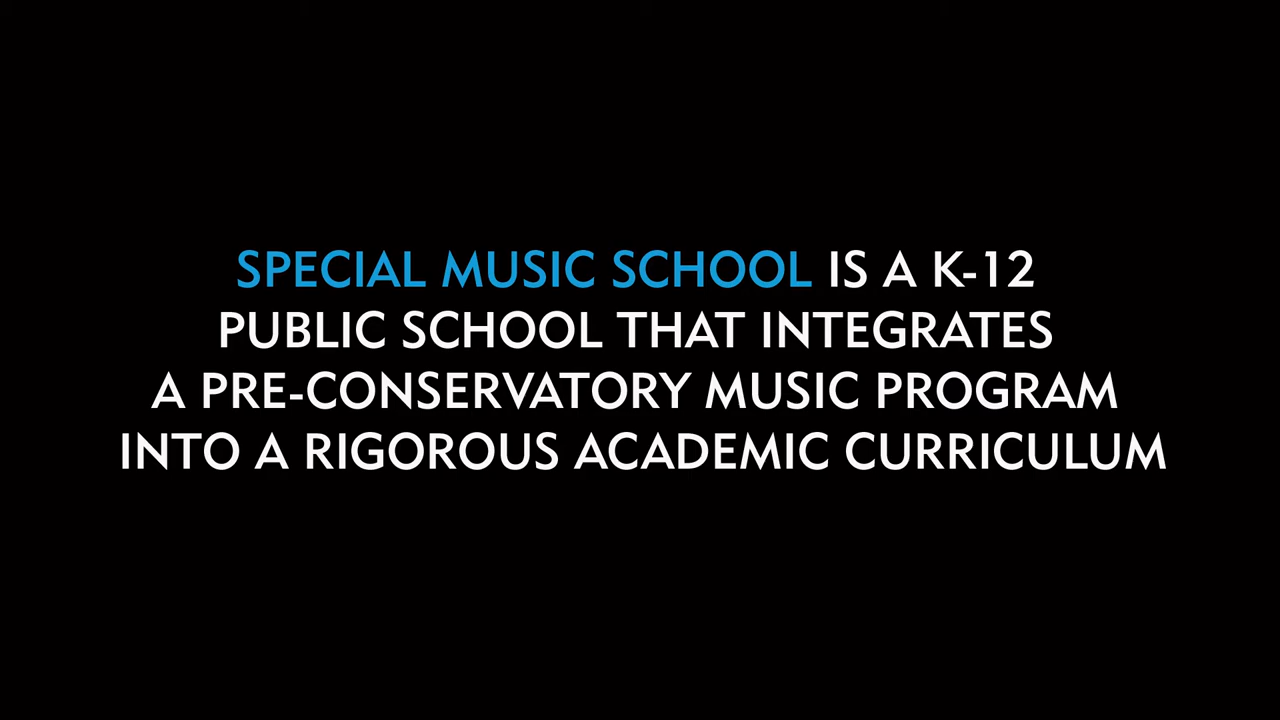 SPECIAL MUSIC SCHOOL IS A K-12
PUBLIC SCHOOL THAT INTEGRATES
A PRE-CONSERVATORY MUSIC PROGRAM
INTO A RIGOROUS ACADEMIC CURRICULUM